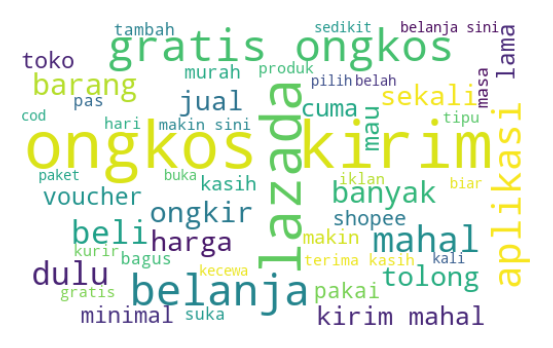 tambah
sedikit
belanja sini
gratis ongkos
toko
murah
produk
lama
barang
pilih
belah
masa
pas
jual
cuma
sekali
cod
hari
makin sini
mau
tipu
ongkos kirim
lazada
aplikasi
paket
buka
kasih
iklan
biar
voucher
banyak
ongkir
shopee
beli
harga
makin
mahal
kurir
bagus
terima kasih
kali
dulu
kecewa
tolong
gratis
belanja
pakai
minimal
suka
kirim mahal